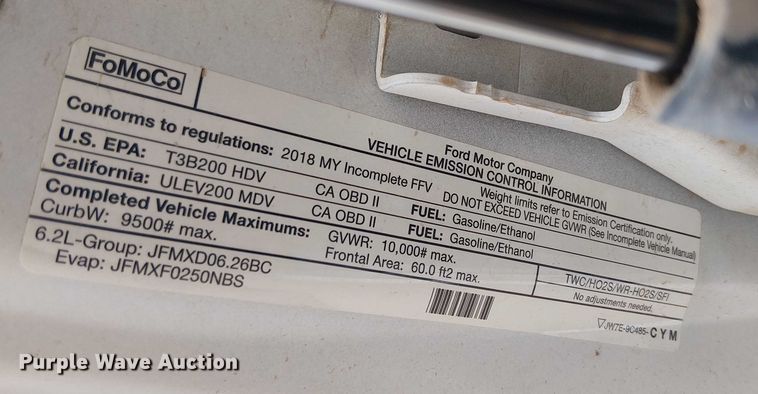 FoMoCo
Ford Motor Company
VEHICLE EMISSION CONTROL INFORMATION
Conforms to regulations: 2018 MY Incomplete FFV
Weight limits refer to Emission Certification only.
DO NOT EXCEED VEHICLE GVWR (See Incomplete Vehicle Manual)
U.S. EPA: T3B200 HDV CA OBD II FUEL: Gasoline/Ethanol
California: ULEV200 MDV CA OBD II FUEL: Gasoline/Ethanol
Completed Vehicle Maximums:
CurbW: 9500# max. GVWR: 10,000# max.
Frontal Area: 60.0 ft2 max.
6.2L-Group: JFMXD06.26BC
Evap: JFMXF0250NBS
TWC/HO2S/WR-HO2S/SFI
No adjustments needed.
▽JW7E-9C485-CYM
Purple Wave Auction